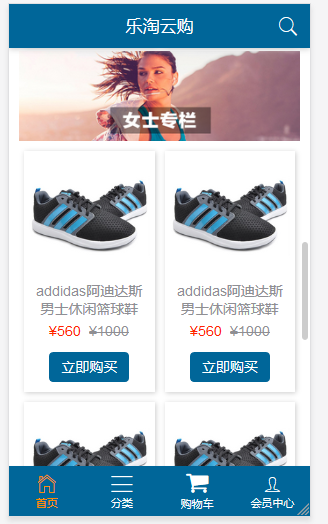 乐淘云购
女士专栏
addidas阿迪达斯
男士休闲篮球鞋
¥560 ¥1000
立即购买
addidas阿迪达斯
男士休闲篮球鞋
¥560 ¥1000
立即购买
首页
分类
购物车
会员中心